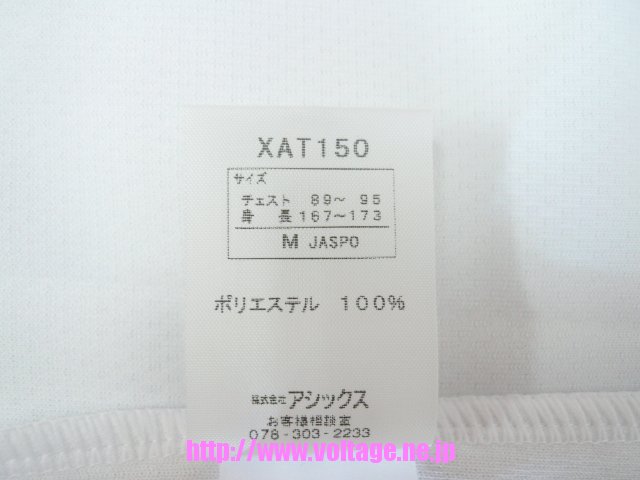 XAT150
サイズ
チェスト 89〜 95
身 長 167〜173
M JASPO
ポリエステル 100%
株式会社 アシックス
お客様相談室
078-303-2233
http://www.voltage.ne.jp